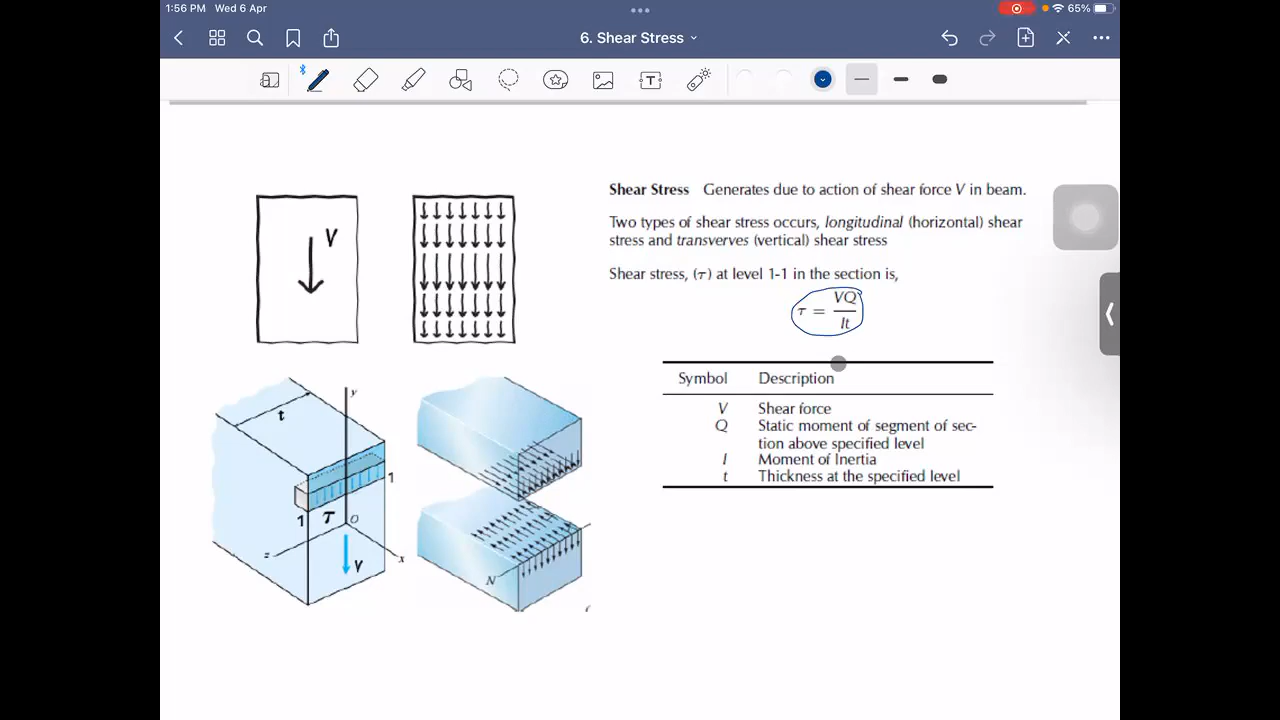 1:56 PM Wed 6 Apr
65%
6. Shear Stress
T
V
Shear Stress Generates due to action of shear force V in beam.
Two types of shear stress occurs, longitudinal (horizontal) shear
stress and transverves (vertical) shear stress
Shear stress, (τ) at level 1-1 in the section is,
τ = VQ
It
Symbol Description
V Shear force
Q Static moment of segment of sec-
tion above specified level
I Moment of Inertia
t Thickness at the specified level
y
t
1
1 τ O
z
x
V
N